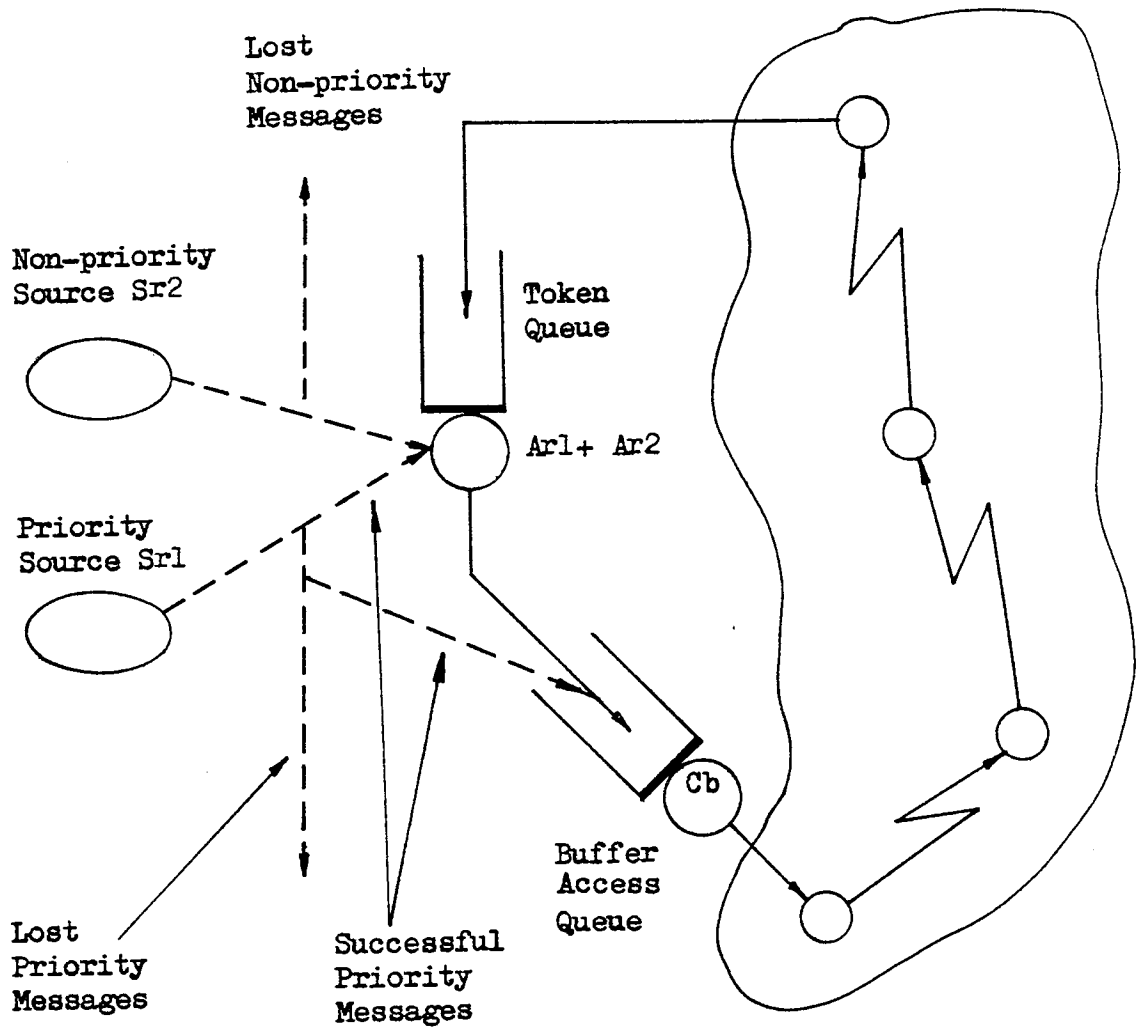 Lost
Non-priority
Messages
Non-priority
Source Sr2
Token
Queue
Ar1+ Ar2
Priority
Source Sr1
Cb
Buffer
Access
Queue
Lost
Priority
Messages
Successful
Priority
Messages